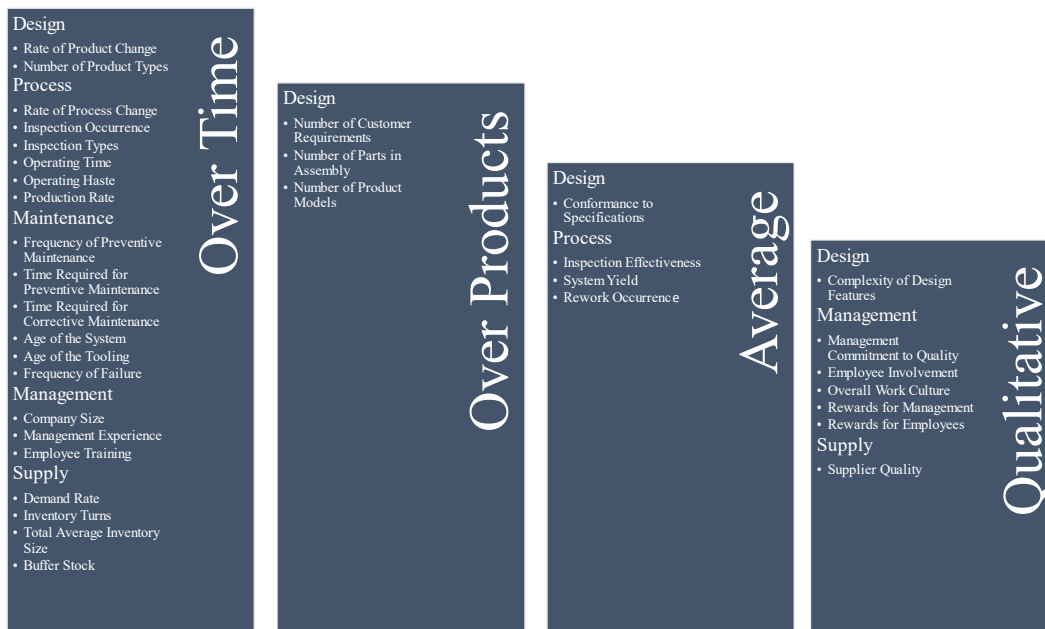 Over Time
Design
• Rate of Product Change
• Number of Product Types
Process
• Rate of Process Change
• Inspection Occurrence
• Inspection Types
• Operating Time
• Operating Haste
• Production Rate
Maintenance
• Frequency of Preventive
Maintenance
• Time Required for
Preventive Maintenance
• Time Required for
Corrective Maintenance
• Age of the System
• Age of the Tooling
• Frequency of Failure
Management
• Company Size
• Management Experience
• Employee Training
Supply
• Demand Rate
• Inventory Turns
• Total Average Inventory
Size
• Buffer Stock
Over Products
Design
• Number of Customer
Requirements
• Number of Parts in
Assembly
• Number of Product
Models
Average
Design
• Conformance to
Specifications
Process
• Inspection Effectiveness
• System Yield
• Rework Occurrence
Qualitative
Design
• Complexity of Design
Features
Management
• Management
Commitment to Quality
• Employee Involvement
• Overall Work Culture
• Rewards for Management
• Rewards for Employees
Supply
• Supplier Quality